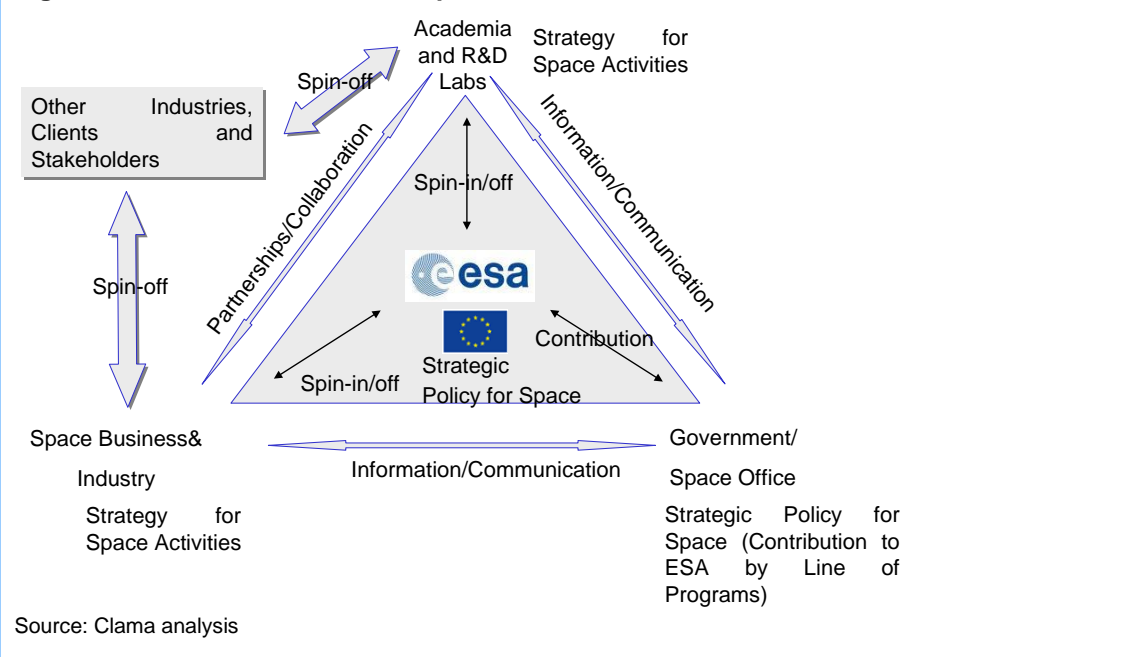 Academia
and R&D
Labs
Strategy for
Space Activities
Spin-off
Other Industries,
Clients and
Stakeholders
Partnerships/Collaboration
Information/Communication
Spin-in/off
esa
Spin-off
Contribution
Strategic
Policy for Space
Spin-in/off
Space Business&
Industry
Strategy for
Space Activities
Information/Communication
Government/
Space Office
Strategic Policy for
Space (Contribution to
ESA by Line of
Programs)
Source: Clama analysis